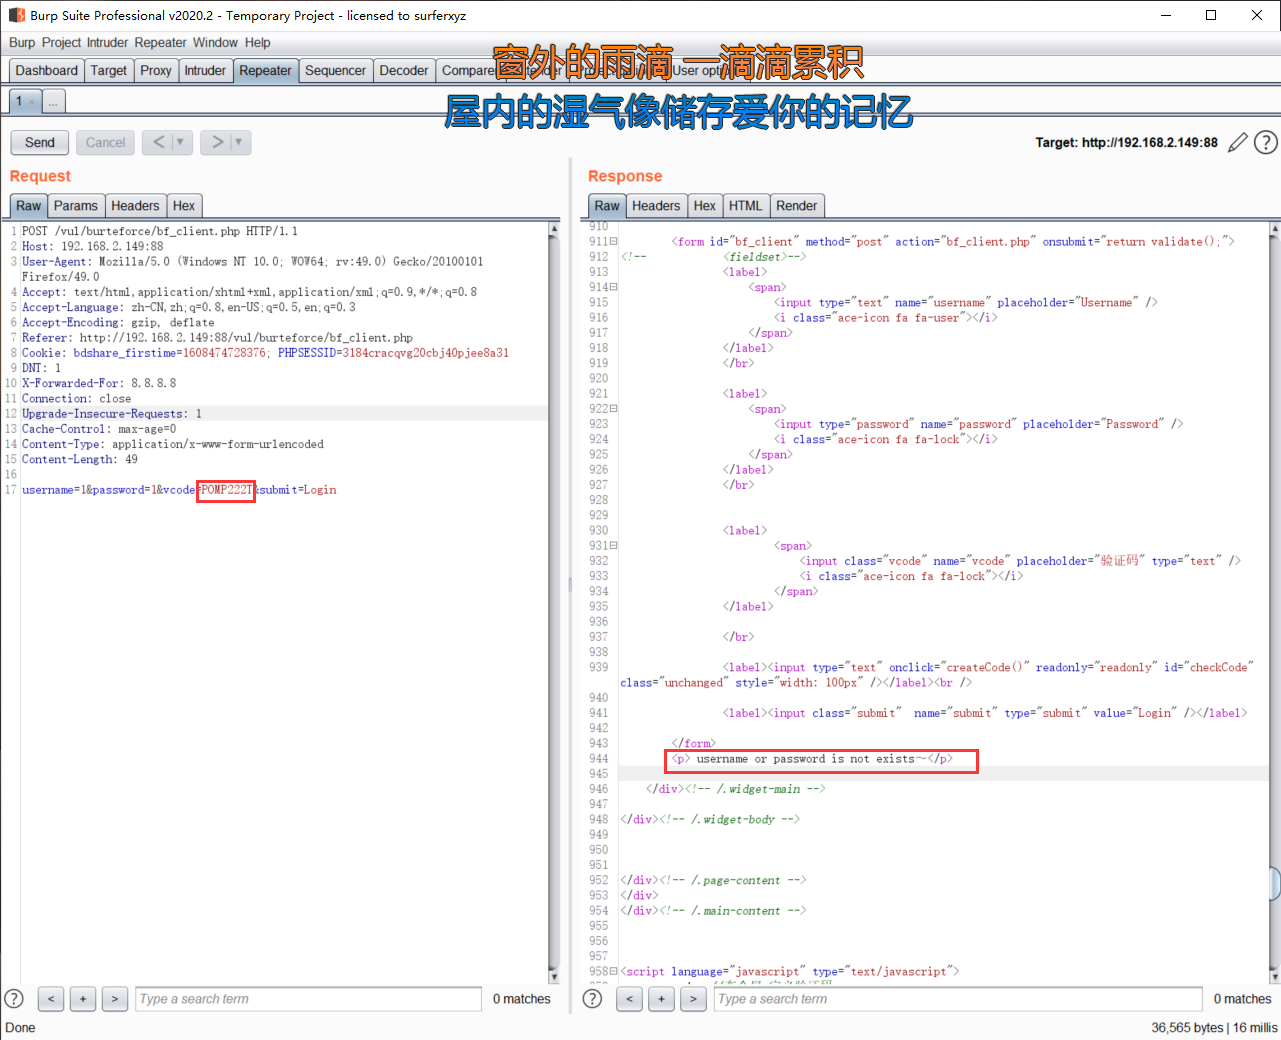 Burp Suite Professional v2020.2 - Temporary Project - licensed to surferxyz
Burp Project Intruder Repeater Window Help
窗外的雨滴 一滴滴累积
Dashboard Target Proxy Intruder Repeater Sequencer Decoder User
屋内的湿气像储存爱你的记忆
1 × ...
Send Cancel < > Target: http://192.168.2.149:88
Request
Raw Params Headers Hex
1 POST /vul/burteforce/bf_client.php HTTP/1.1
2 Host: 192.168.2.149:88
3 User-Agent: Mozilla/5.0 (Windows NT 10.0; WOW64; rv:49.0) Gecko/20100101
Firefox/49.0
4 Accept: text/html,application/xhtml+xml,application/xml;q=0.9,*/*;q=0.8
5 Accept-Language: zh-CN,zh;q=0.8,en-US;q=0.5,en;q=0.3
6 Accept-Encoding: gzip, deflate
7 Referer: http://192.168.2.149:88/vul/burteforce/bf_client.php
8 Cookie: bdshare_firstime=1608474728376; PHPSESSID=3184cracqvg20cbj40pjee8a31
9 DNT: 1
10 X-Forwarded-For: 8.8.8.8
11 Connection: close
12 Upgrade-Insecure-Requests: 1
13 Cache-Control: max-age=0
14 Content-Type: application/x-www-form-urlencoded
15 Content-Length: 49
16
17 username=1&password=1&vcode=POMP222T&submit=Login
? < + > Type a search term 0 matches
Response
Raw Headers Hex HTML Render
910
911 <form id="bf_client" method="post" action="bf_client.php" onsubmit="return validate();">
912 <!-- <fieldset>-->
913 <label>
914 <span>
915 <input type="text" name="username" placeholder="Username" />
916 <i class="ace-icon fa fa-user"></i>
917 </span>
918 </label>
919 </br>
920
921 <label>
922 <span>
923 <input type="password" name="password" placeholder="Password" />
924 <i class="ace-icon fa fa-lock"></i>
925 </span>
926 </label>
927 </br>
928
929
930 <label>
931 <span>
932 <input class="vcode" name="vcode" placeholder="验证码" type="text" />
933 <i class="ace-icon fa fa-lock"></i>
934 </span>
935 </label>
936
937 </br>
938
939 <label><input type="text" onclick="createCode()" readonly="readonly" id="checkCode"
class="unchanged" style="width: 100px" /></label><br />
940
941 <label><input class="submit" name="submit" type="submit" value="Login" /></label>
942
943 </form>
944 <p> username or password is not exists～</p>
945
946 </div><!-- /.widget-main -->
947
948 </div><!-- /.widget-body -->
949
950
951
952 </div><!-- /.page-content -->
953 </div>
954 </div><!-- /.main-content -->
955
956
957
958 <script language="javascript" type="text/javascript">
? < + > Type a search term 0 matches
Done 36,565 bytes | 16 millis